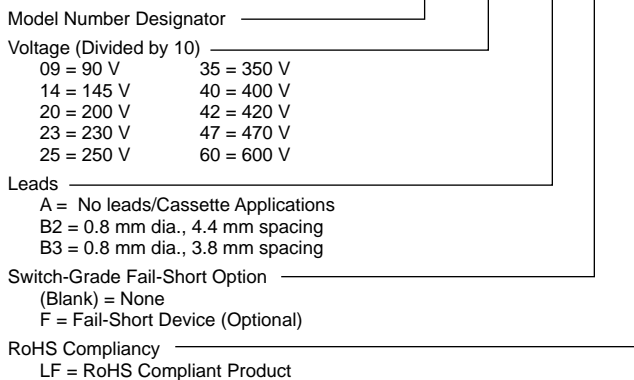 Model Number Designator
Voltage (Divided by 10)
09 = 90 V 35 = 350 V
14 = 145 V 40 = 400 V
20 = 200 V 42 = 420 V
23 = 230 V 47 = 470 V
25 = 250 V 60 = 600 V
Leads
A = No leads/Cassette Applications
B2 = 0.8 mm dia., 4.4 mm spacing
B3 = 0.8 mm dia., 3.8 mm spacing
Switch-Grade Fail-Short Option
(Blank) = None
F = Fail-Short Device (Optional)
RoHS Compliancy
LF = RoHS Compliant Product